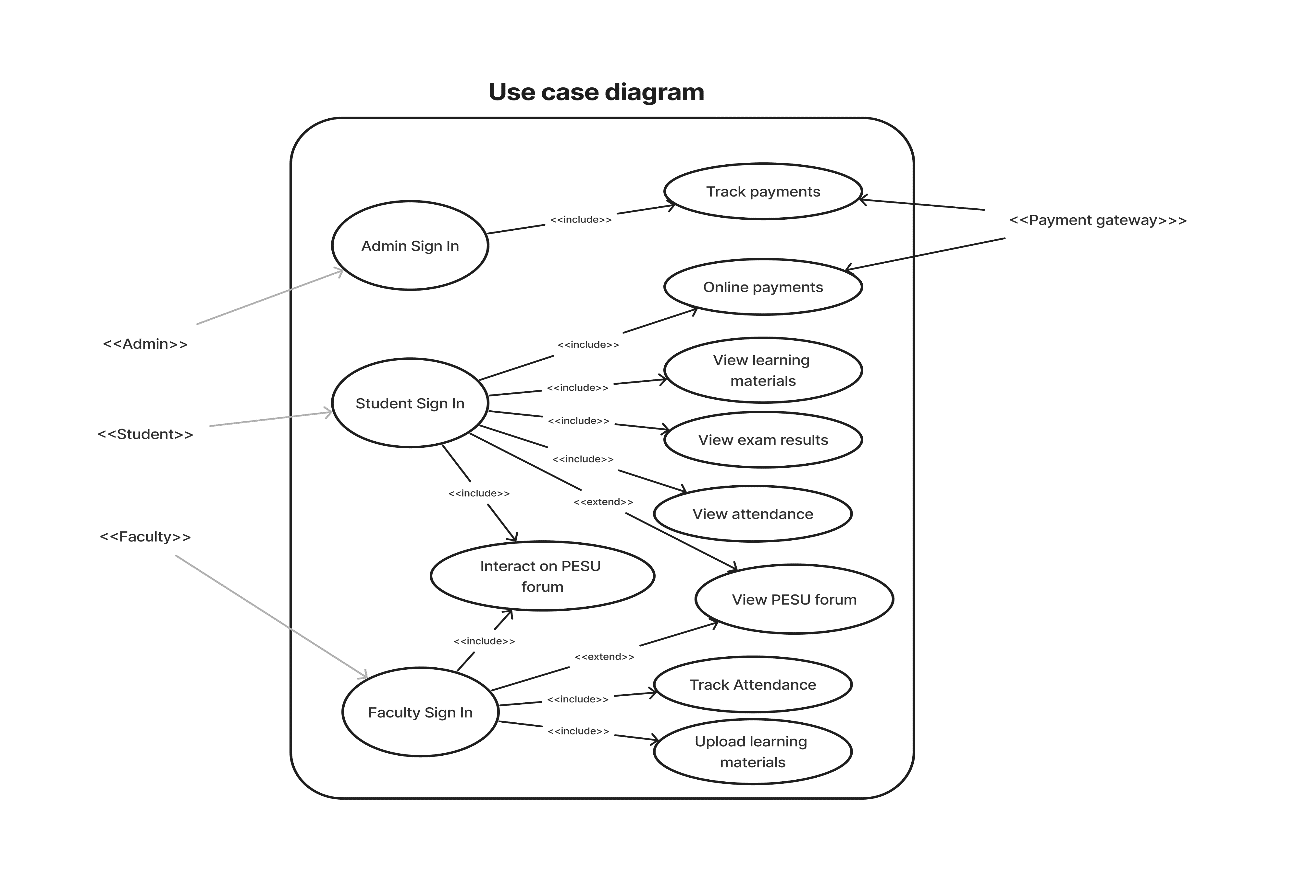 Use case diagram
Track payments
<<include>>
<<Payment gateway>>>
Admin Sign In
Online payments
<<Admin>>
<<include>>
View learning
materials
<<include>>
Student Sign In
<<include>>
<<Student>>
View exam results
<<include>>
<<include>>
<<extend>>
View attendance
<<Faculty>>
Interact on PESU
forum
View PESU forum
<<include>>
<<extend>>
Track Attendance
<<include>>
Faculty Sign In
<<include>>
Upload learning
materials